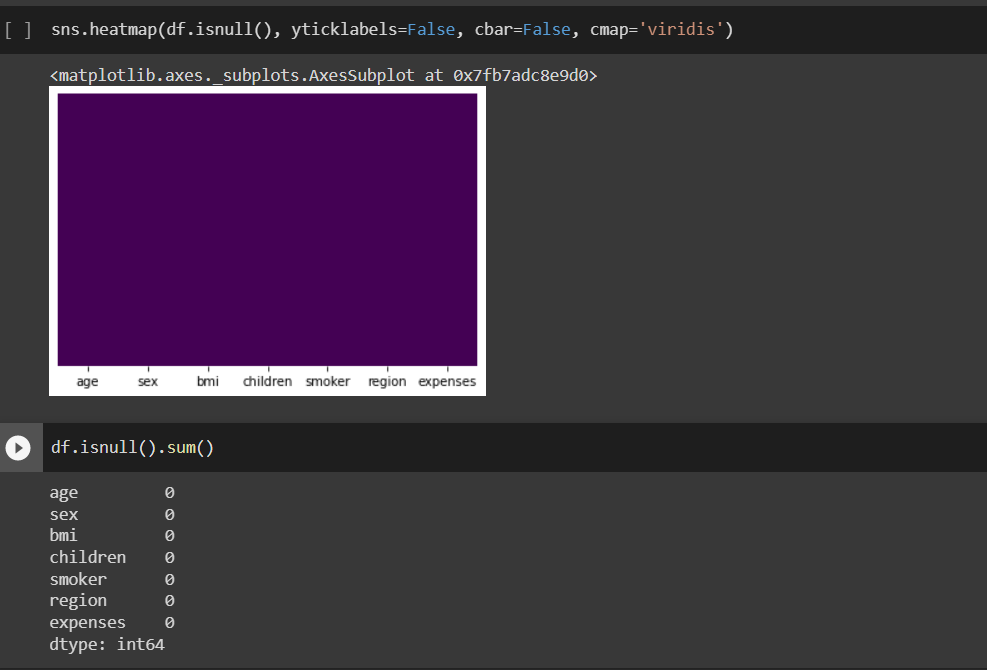 [ ] sns.heatmap(df.isnull(), yticklabels=False, cbar=False, cmap='viridis')
<matplotlib.axes._subplots.AxesSubplot at 0x7fb7adc8e9d0>
age sex bmi children smoker region expenses
df.isnull().sum()
age 0
sex 0
bmi 0
children 0
smoker 0
region 0
expenses 0
dtype: int64